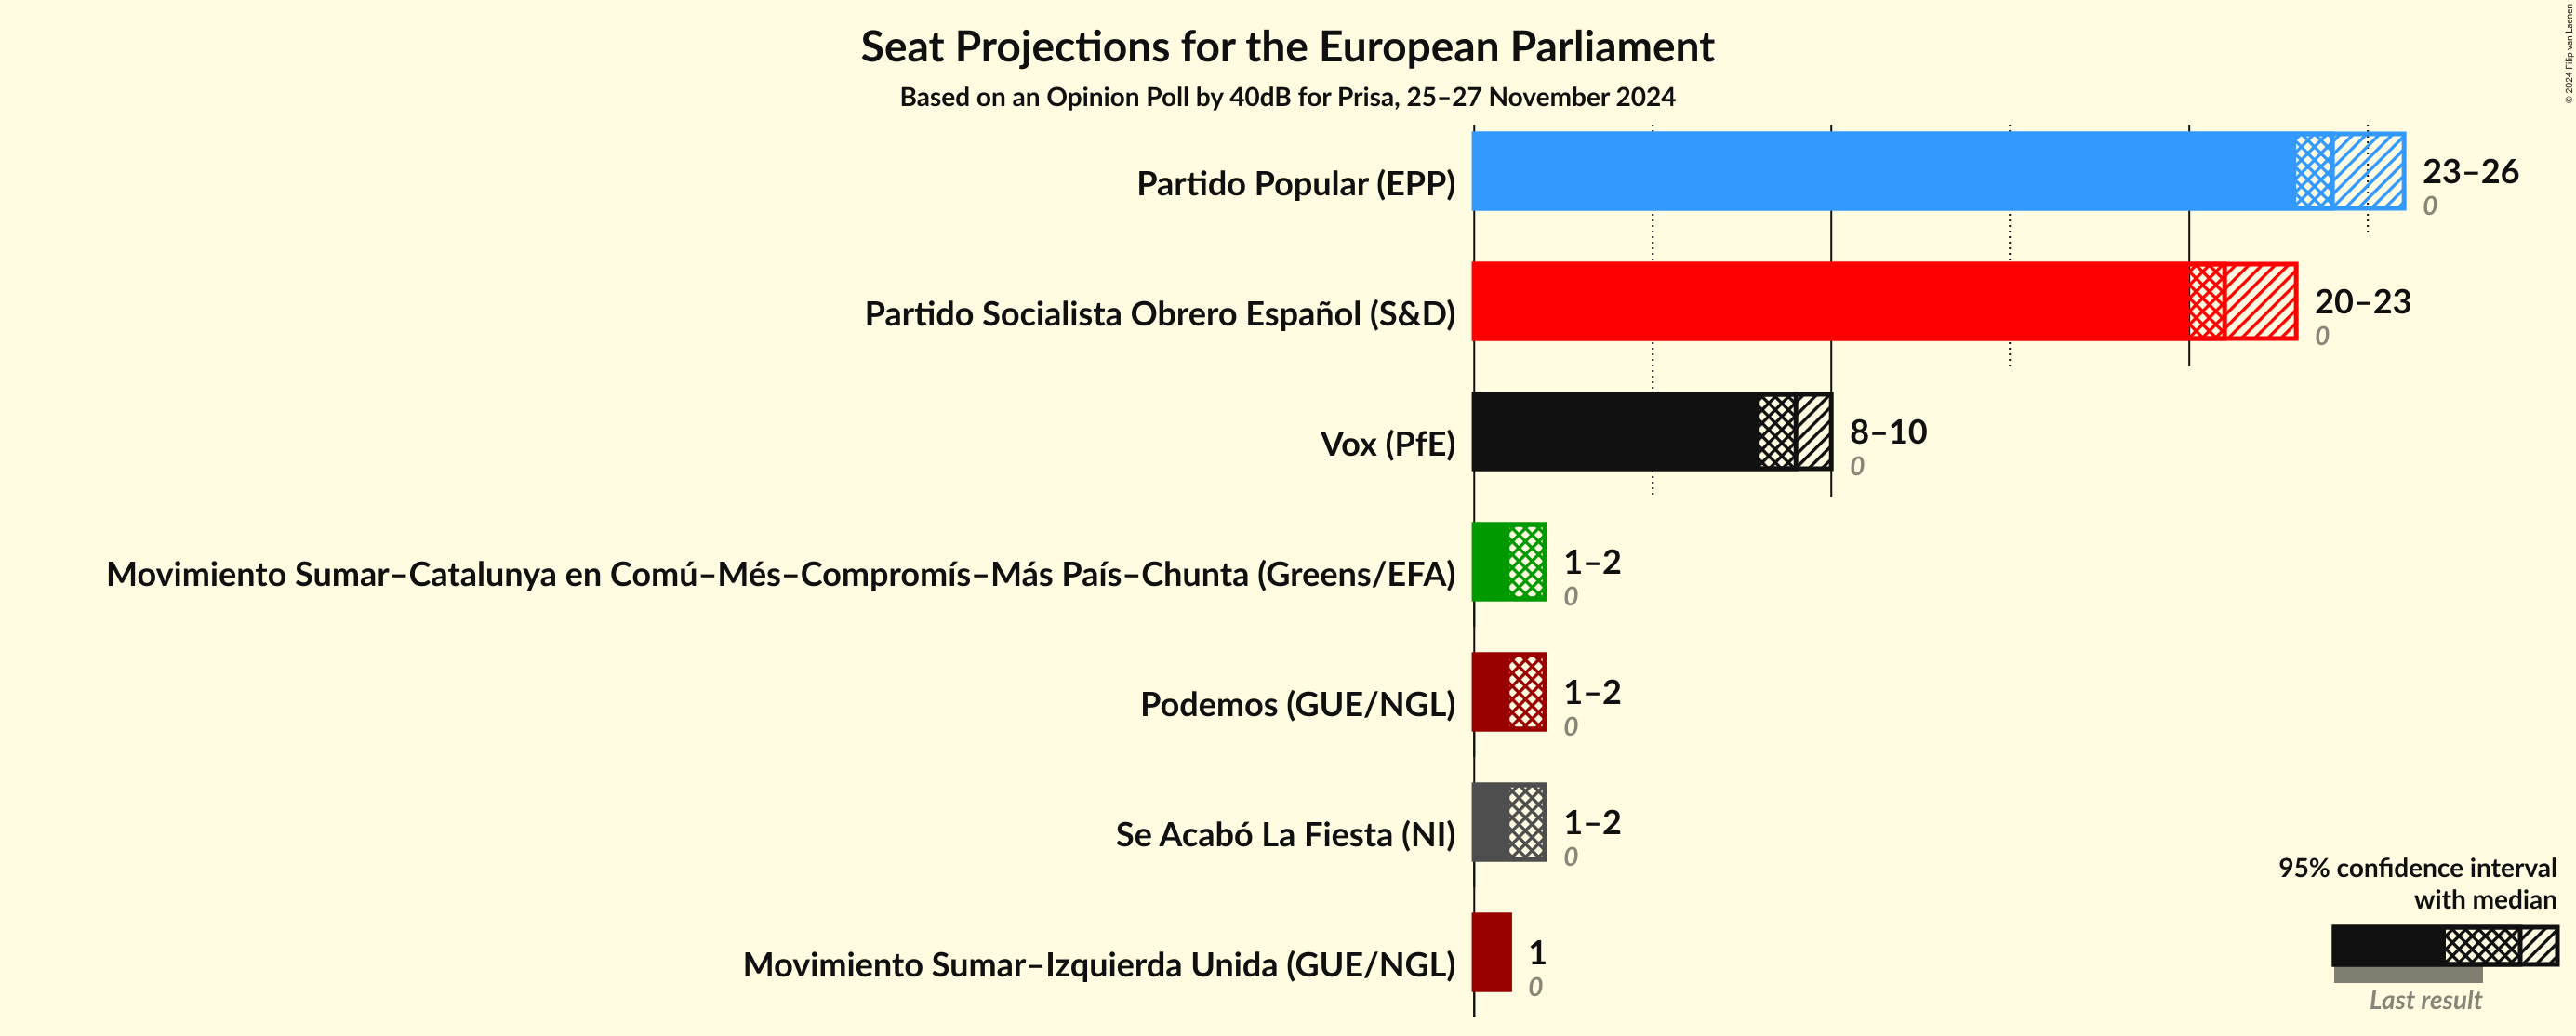 Seat Projections for the European Parliament
Based on an Opinion Poll by 40dB for Prisa, 25–27 November 2024
© 2024 Filip van Laenen
Partido Popular (EPP)
23–26
0
Partido Socialista Obrero Español (S&D)
20–23
0
Vox (PfE)
8–10
0
Movimiento Sumar–Catalunya en Comú–Més–Compromís–Más País–Chunta (Greens/EFA)
1–2
0
Podemos (GUE/NGL)
1–2
0
Se Acabó La Fiesta (NI)
1–2
0
Movimiento Sumar–Izquierda Unida (GUE/NGL)
1
0
95% confidence interval
with median
Last result